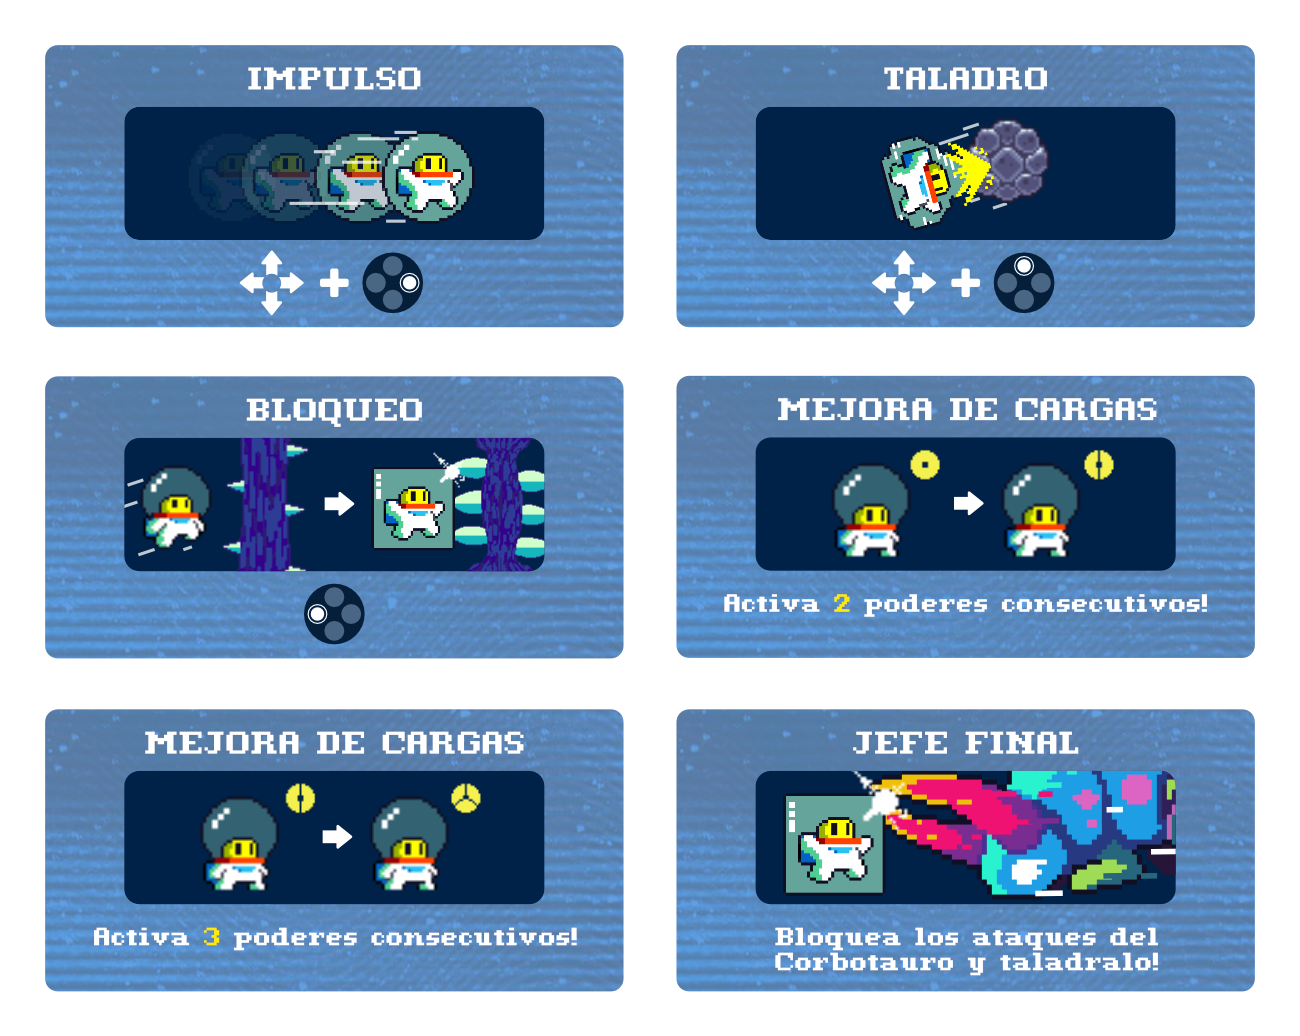 IMPULSO
TALADRO
BLOQUEO
MEJORA DE CARGAS
Activa 2 poderes consecutivos!
MEJORA DE CARGAS
Activa 3 poderes consecutivos!
JEFE FINAL
Bloquea los ataques del
Corbotauro y taladralo!